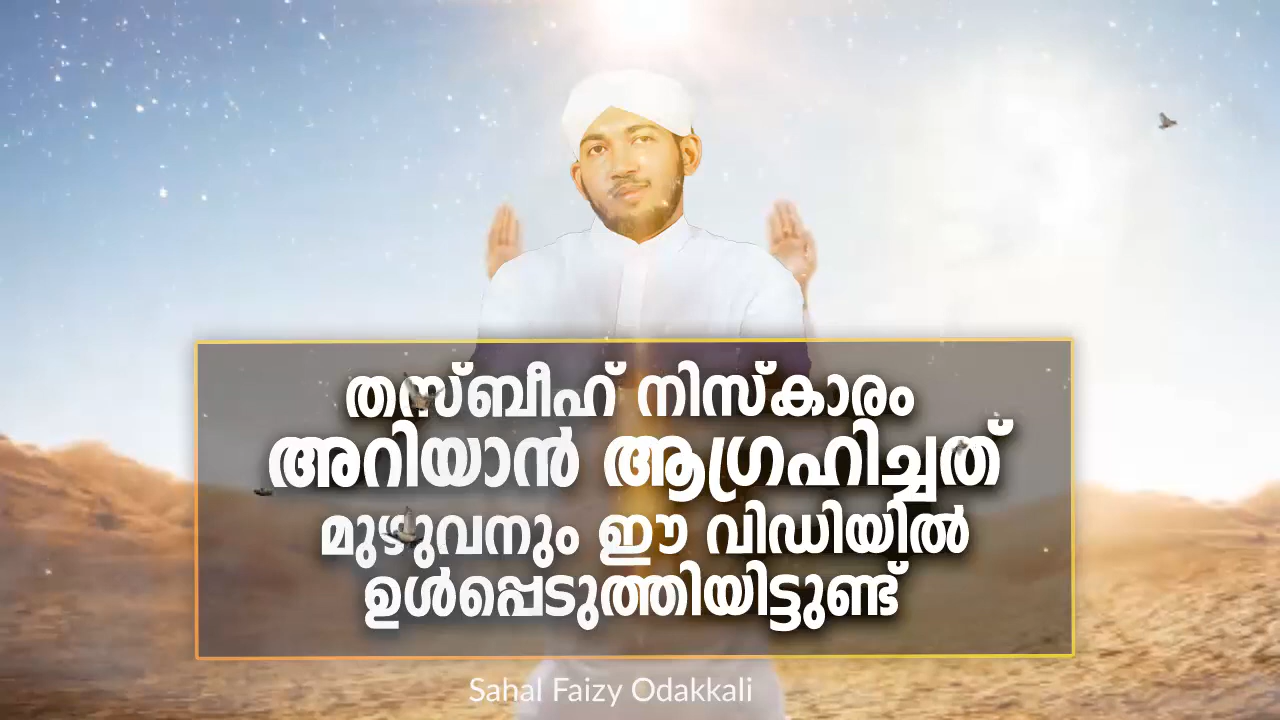 തസ്ബീഹ് നിസ്കാരം
അറിയാൻ ആഗ്രഹിച്ചത്
മുഴുവനും ഈ വിഡിയിൽ
ഉൾപ്പെടുത്തിയിട്ടുണ്ട്
Sahal Faizy Odakkali